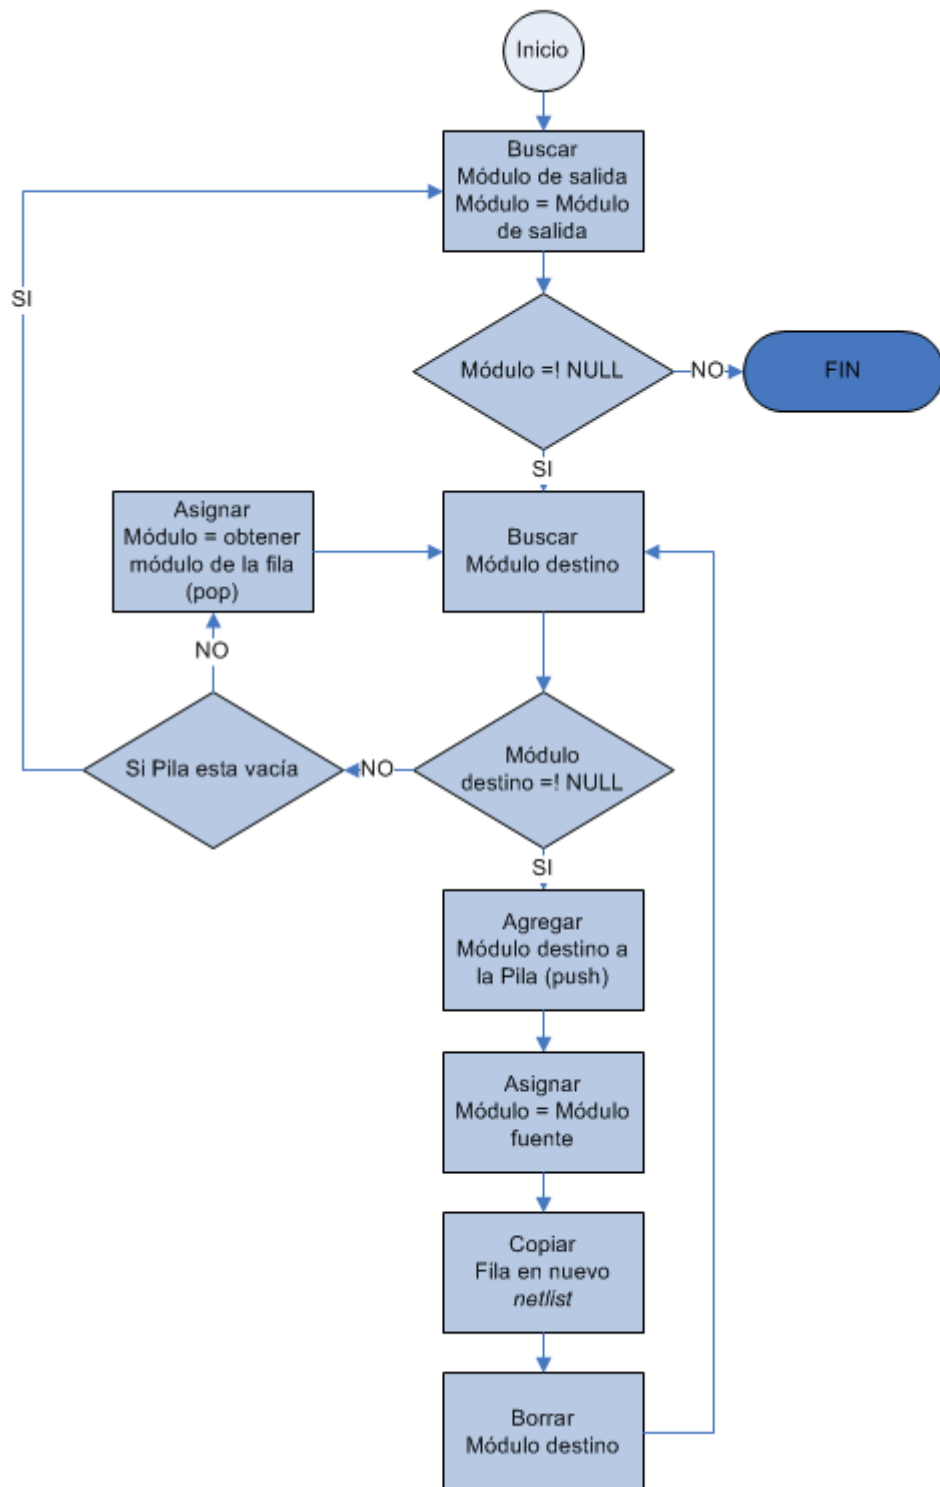 Inicio
Buscar
Módulo de salida
Módulo = Módulo
de salida
SI
Módulo =! NULL
NO
FIN
SI
Asignar
Módulo = obtener
módulo de la fila
(pop)
Buscar
Módulo destino
NO
Si Pila esta vacía
NO
Módulo
destino =! NULL
SI
Agregar
Módulo destino a
la Pila (push)
Asignar
Módulo = Módulo
fuente
Copiar
Fila en nuevo
netlist
Borrar
Módulo destino